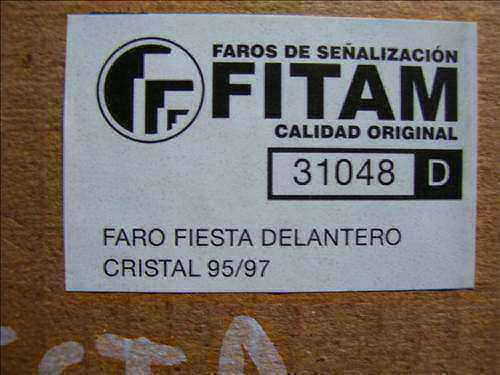 FAROS DE SEÑALIZACIÓN
FITAM
CALIDAD ORIGINAL
31048 D
FARO FIESTA DELANTERO
CRISTAL 95/97